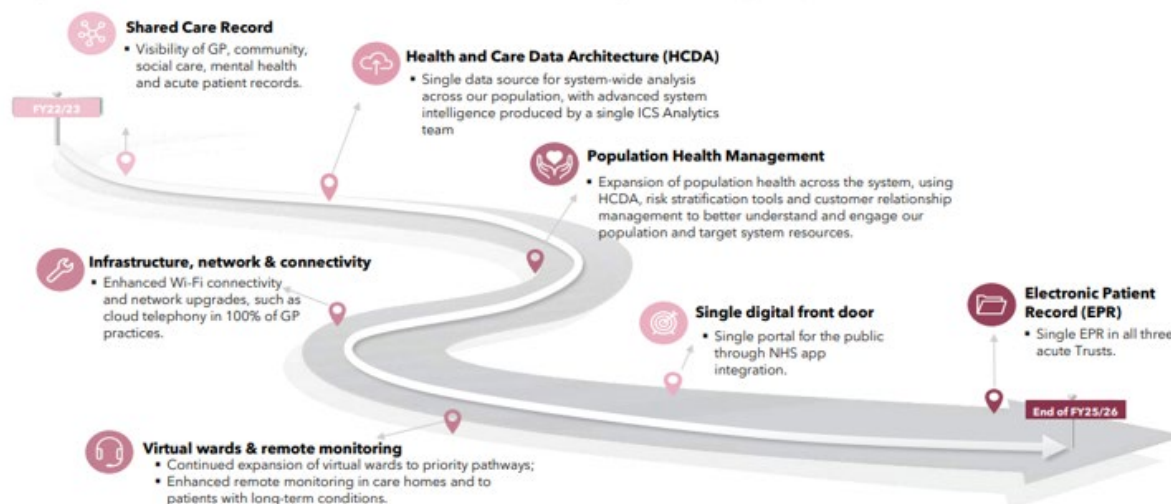 Shared Care Record
▪ Visibility of GP, community,
social care, mental health
and acute patient records.
FY22/23
Health and Care Data Architecture (HCDA)
▪ Single data source for system-wide analysis
across our population, with advanced system
intelligence produced by a single ICS Analytics
team
Population Health Management
▪ Expansion of population health across the system, using
HCDA, risk stratification tools and customer relationship
management to better understand and engage our
population and target system resources.
Infrastructure, network & connectivity
▪ Enhanced Wi-Fi connectivity
and network upgrades, such as
cloud telephony in 100% of GP
practices.
Single digital front door
▪ Single portal for the public
through NHS app
integration.
Electronic Patient
Record (EPR)
▪ Single EPR in all three
acute Trusts.
End of FY25/26
Virtual wards & remote monitoring
▪ Continued expansion of virtual wards to priority pathways;
▪ Enhanced remote monitoring in care homes and to
patients with long-term conditions.